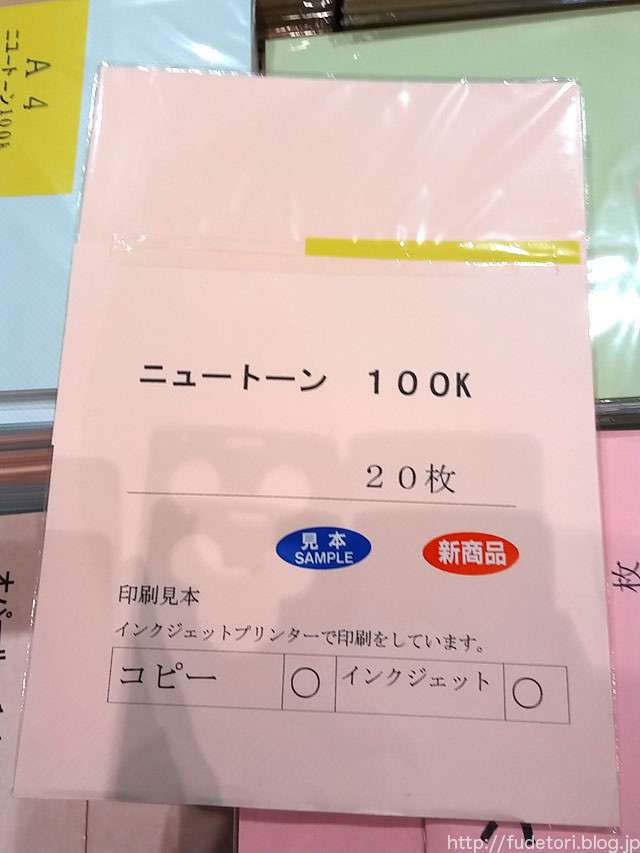 A4
ニュートーン100K
ニュートーン 100K
20枚
見本
SAMPLE
新商品
印刷見本
インクジェットプリンターで印刷をしています。
コピー ○ インクジェット ○
枚
http://fudetori.blog.jp